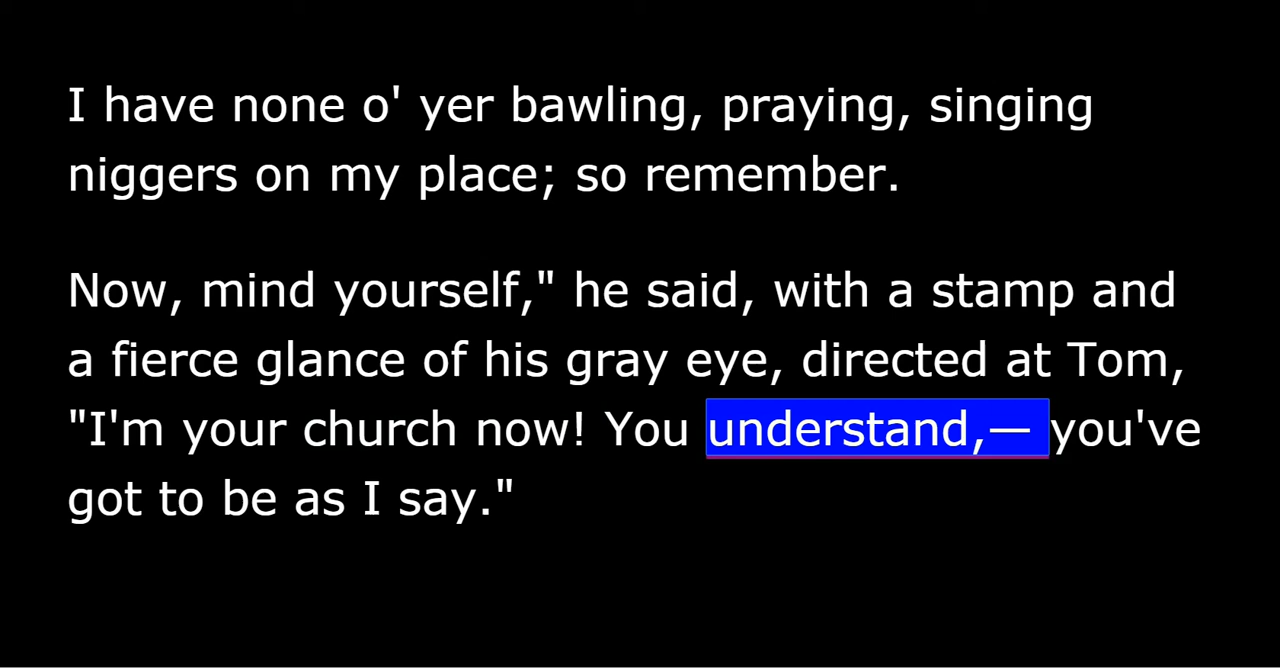 I have none o' yer bawling, praying, singing
niggers on my place; so remember.
Now, mind yourself," he said, with a stamp and
a fierce glance of his gray eye, directed at Tom,
"I'm your church now! You understand,— you've
got to be as I say."